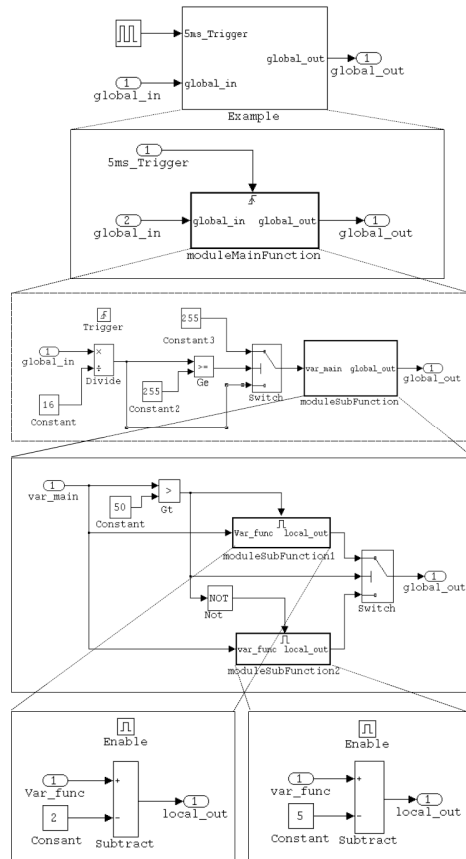 5ms_Trigger
global_out
1
global_out
1
global_in
global_in
Example
1
5ms_Trigger
2
global_in
global_in
global_out
1
global_out
moduleMainFunction
Trigger
255
Constant3
1
global_in
×
÷
Divide
16
Constant
255
Constant2
>=
Ge
Switch
var_main
global_out
moduleSubFunction
1
global_out
1
var_main
50
Constant
>
Gt
Var_func
local_out
moduleSubFunction1
NOT
Not
Switch
1
global_out
var_func
local_out
moduleSubFunction2
Enable
1
Var_func
2
Consant
+
−
Subtract
1
local_out
Enable
1
var_func
5
Constant
+
−
Subtract
1
local_out